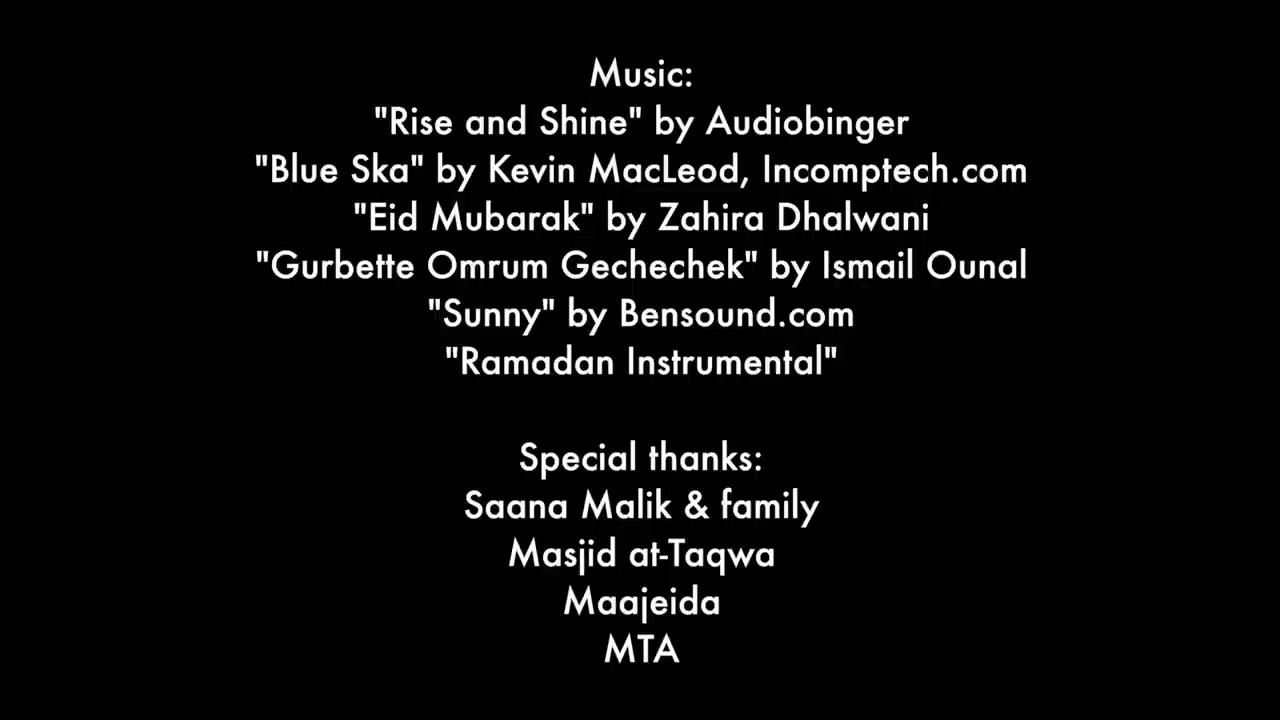 Music:
"Rise and Shine" by Audiobinger
"Blue Ska" by Kevin MacLeod, Incomptech.com
"Eid Mubarak" by Zahira Dhalwani
"Gurbette Omrum Gechechek" by Ismail Ounal
"Sunny" by Bensound.com
"Ramadan Instrumental"
Special thanks:
Saana Malik & family
Masjid at-Taqwa
Maajeida
MTA